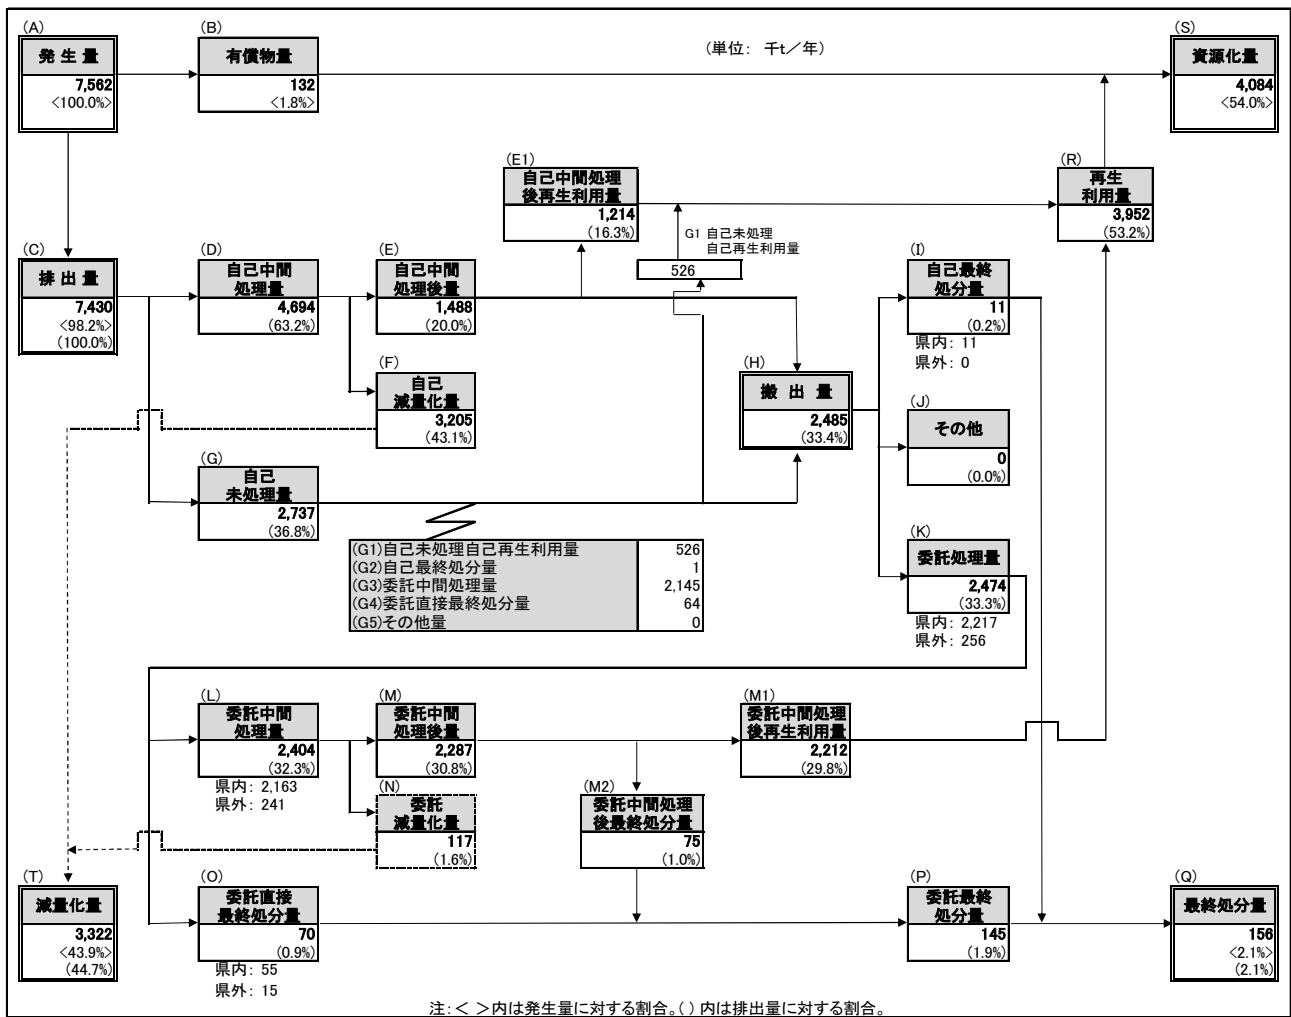 (A)
発 生 量
7,562
<100.0%>
(B)
有償物量
132
<1.8%>
(単位: 千t／年)
(S)
資源化量
4,084
<54.0%>
(E1)
自己中間処理
後再生利用量
1,214
(16.3%)
(R)
再生
利用量
3,952
(53.2%)
G1 自己未処理
自己再生利用量
526
(C)
排 出 量
7,430
<98.2%>
(100.0%)
(D)
自己中間
処理量
4,694
(63.2%)
(E)
自己中間
処理後量
1,488
(20.0%)
(I)
自己最終
処分量
11
(0.2%)
県内: 11
県外: 0
(F)
自己
減量化量
3,205
(43.1%)
(H)
搬 出 量
2,485
(33.4%)
(J)
その他
0
(0.0%)
(G)
自己
未処理量
2,737
(36.8%)
(G1)自己未処理自己再生利用量 526
(G2)自己最終処分量 1
(G3)委託中間処理量 2,145
(G4)委託直接最終処分量 64
(G5)その他量 0
(K)
委託処理量
2,474
(33.3%)
県内: 2,217
県外: 256
(L)
委託中間
処理量
2,404
(32.3%)
県内: 2,163
県外: 241
(M)
委託中間
処理後量
2,287
(30.8%)
(M1)
委託中間処理
後再生利用量
2,212
(29.8%)
(N)
委託
減量化量
117
(1.6%)
(M2)
委託中間処理
後最終処分量
75
(1.0%)
(T)
減量化量
3,322
<43.9%>
(44.7%)
(O)
委託直接
最終処分量
70
(0.9%)
県内: 55
県外: 15
(P)
委託最終
処分量
145
(1.9%)
(Q)
最終処分量
156
<2.1%>
(2.1%)
注:＜ ＞内は発生量に対する割合。( )内は排出量に対する割合。